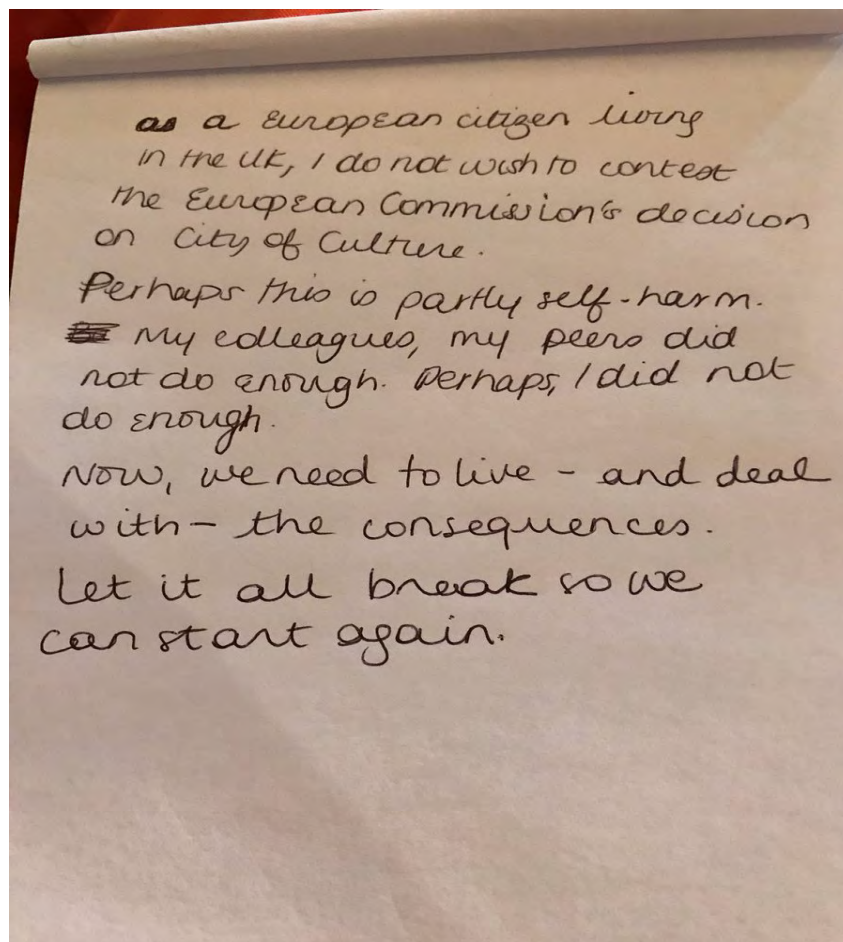 as a European citizen living
in the UK, I do not wish to contest
the European Commission's decision
on City of Culture.
Perhaps this is partly self-harm.
My colleagues, my peers did
not do enough. Perhaps, I did not
do enough.
Now, we need to live - and deal
with - the consequences.
Let it all break so we
can start again.